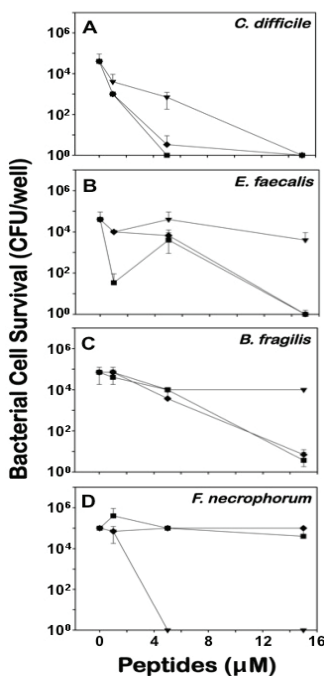 A
C. difficile
10⁶
10⁴
10²
10⁰
B
E. faecalis
10⁶
10⁴
10²
10⁰
C
B. fragilis
10⁶
10⁴
10²
10⁰
D
F. necrophorum
10⁶
10⁴
10²
10⁰
0 4 8 12 16
Peptides (μM)
Bacterial Cell Survival (CFU/well)